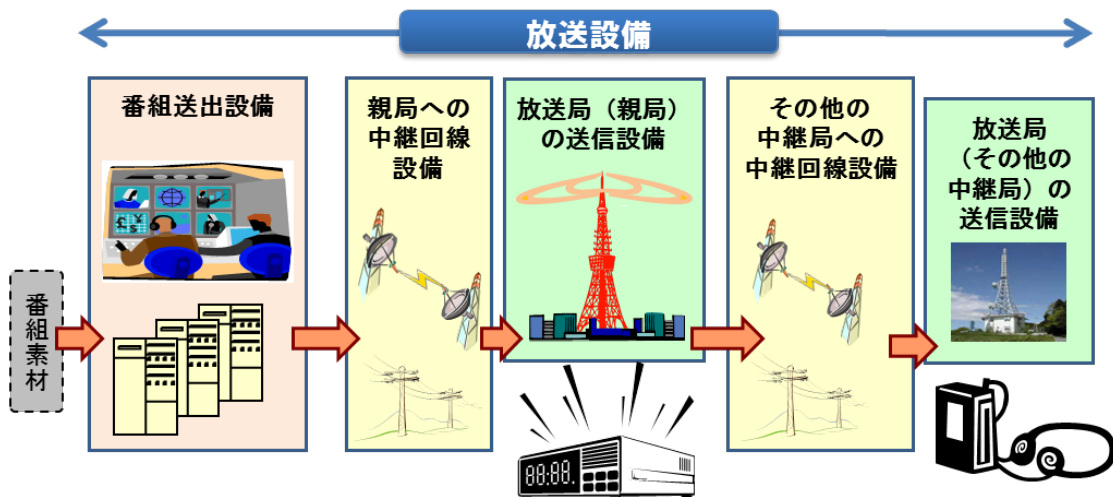 放送設備
番組素材
番組送出設備
親局への
中継回線
設備
放送局（親局）
の送信設備
その他の
中継局への
中継回線設備
放送局
（その他の
中継局）の
送信設備
88:88.